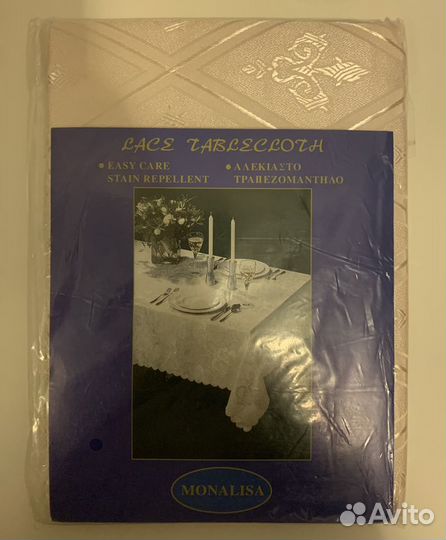 LACE TABLECLOTH
• EASY CARE
STAIN REPELLENT
• ΑΛΕΚΙΑΣΤΟ
ΤΡΑΠΕΖΟΜΑΝΤΗΛΟ
MONALISA
Avito